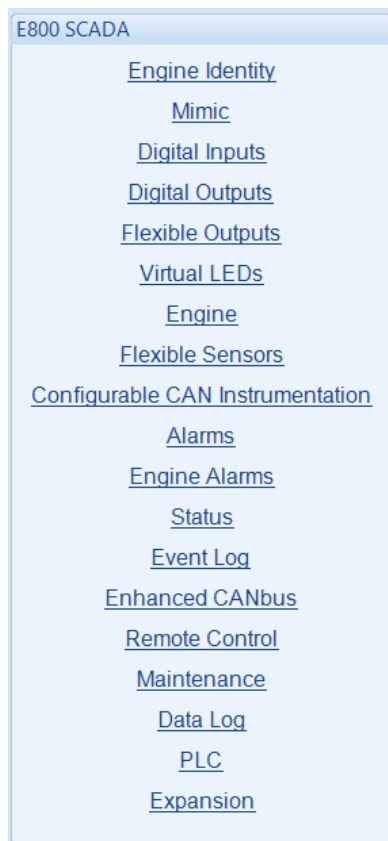 E800 SCADA
Engine Identity
Mimic
Digital Inputs
Digital Outputs
Flexible Outputs
Virtual LEDs
Engine
Flexible Sensors
Configurable CAN Instrumentation
Alarms
Engine Alarms
Status
Event Log
Enhanced CANbus
Remote Control
Maintenance
Data Log
PLC
Expansion